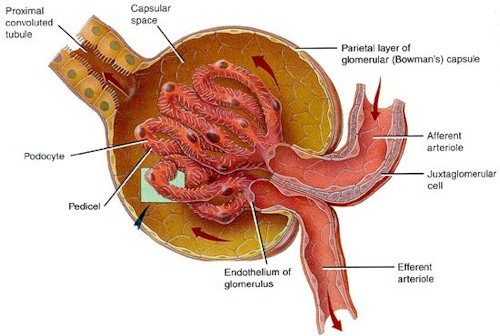 Proximal
convoluted
tubule
Capsular
space
Parietal layer of
glomerular (Bowman's) capsule
Afferent
arteriole
Juxtaglomerular
cell
Podocyte
Pedicel
Endothelium of
glomerulus
Efferent
arteriole